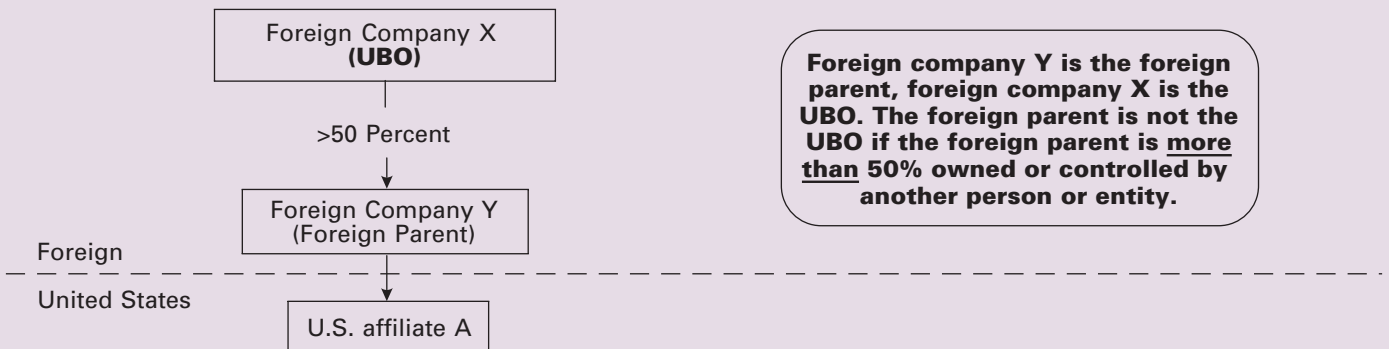 Foreign Company X
(UBO)
>50 Percent
Foreign Company Y
(Foreign Parent)
Foreign
United States
U.S. affiliate A
Foreign company Y is the foreign
parent, foreign company X is the
UBO. The foreign parent is not the
UBO if the foreign parent is more
than 50% owned or controlled by
another person or entity.